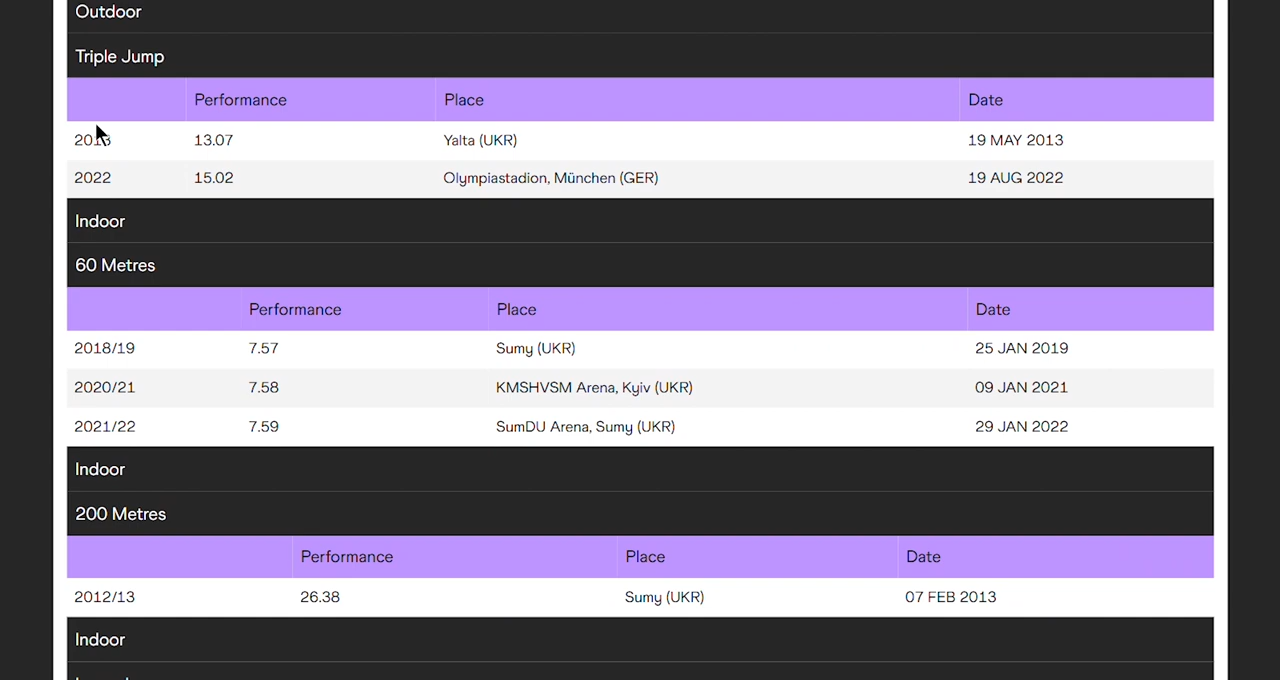 Outdoor
Triple Jump
Performance Place Date
2013 13.07 Yalta (UKR) 19 MAY 2013
2022 15.02 Olympiastadion, München (GER) 19 AUG 2022
Indoor
60 Metres
Performance Place Date
2018/19 7.57 Sumy (UKR) 25 JAN 2019
2020/21 7.58 KMSHVSM Arena, Kyiv (UKR) 09 JAN 2021
2021/22 7.59 SumDU Arena, Sumy (UKR) 29 JAN 2022
Indoor
200 Metres
Performance Place Date
2012/13 26.38 Sumy (UKR) 07 FEB 2013
Indoor